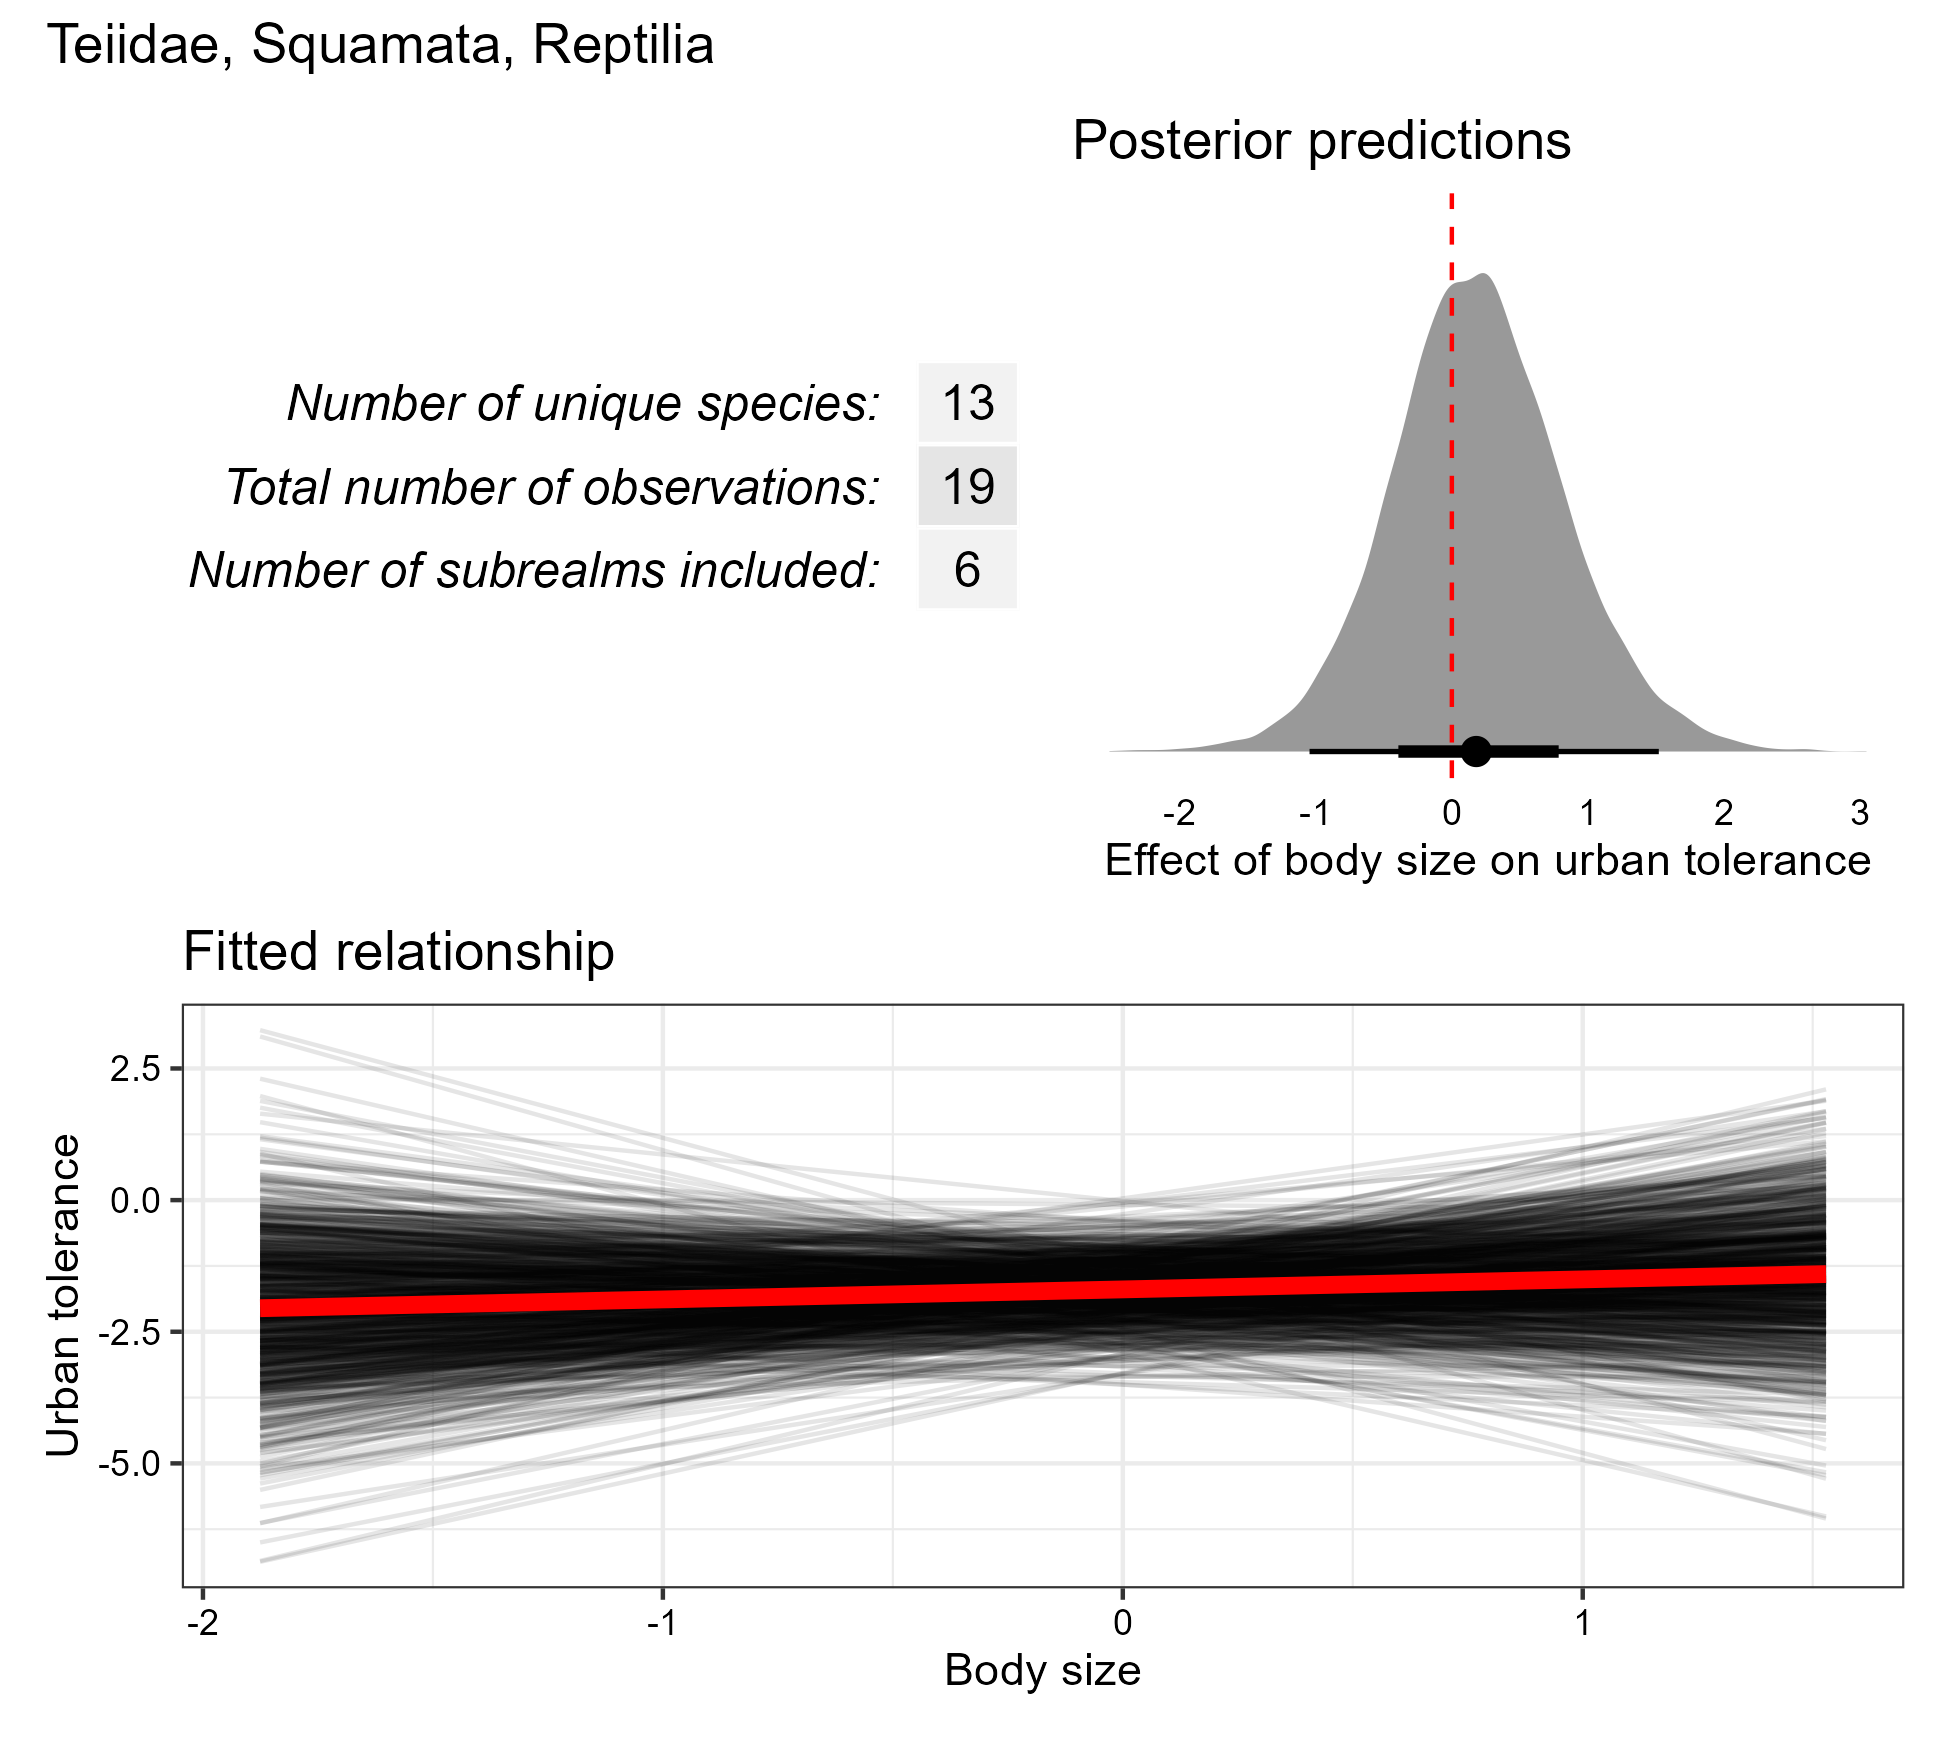 Teiidae, Squamata, Reptilia
Posterior predictions
Number of unique species: 13
Total number of observations: 19
Number of subrealms included: 6
-2 -1 0 1 2 3
Effect of body size on urban tolerance
Fitted relationship
2.5
0.0
-2.5
-5.0
Urban tolerance
-2 -1 0 1
Body size